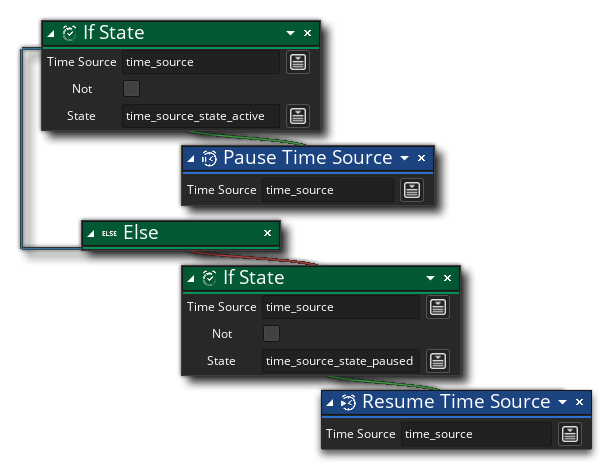 If State
Time Source time_source
Not
State time_source_state_active
Pause Time Source
Time Source time_source
ELSE Else
If State
Time Source time_source
Not
State time_source_state_paused
Resume Time Source
Time Source time_source